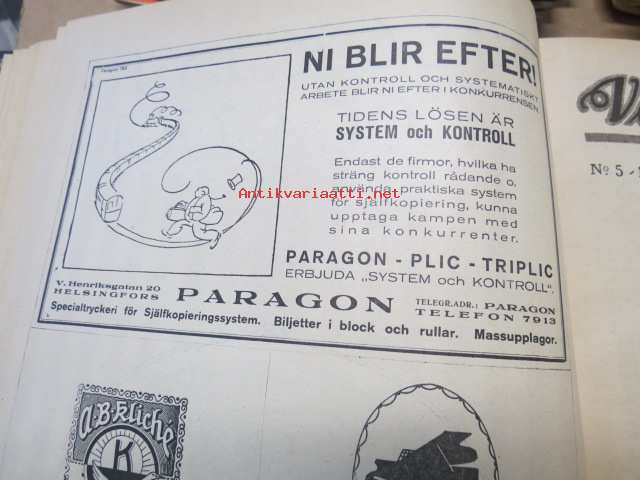 Paragon 783
NI BLIR EFTER!
UTAN KONTROLL OCH SYSTEMATISKT
ARBETE BLIR NI EFTER I KONKURRENSEN
TIDENS LÖSEN ÄR
SYSTEM och KONTROLL
Endast de firmor, hvilka ha
sträng kontroll rådande o.
använda praktiska system
för själfkopiering, kunna
upptaga kampen med
sina konkurrenter.
PARAGON - PLIC - TRIPLIC
ERBJUDA „SYSTEM och KONTROLL".
V. Henriksgatan 20
HELSINGFORS
PARAGON
TELEGR.ADR.: PARAGON
TELEFON 7913
Specialtryckeri för Själfkopieringssystem. Biljetter i block och rullar. Massupplagor.
Antikvariaatti.net
A.B. Kliché
K
No 5